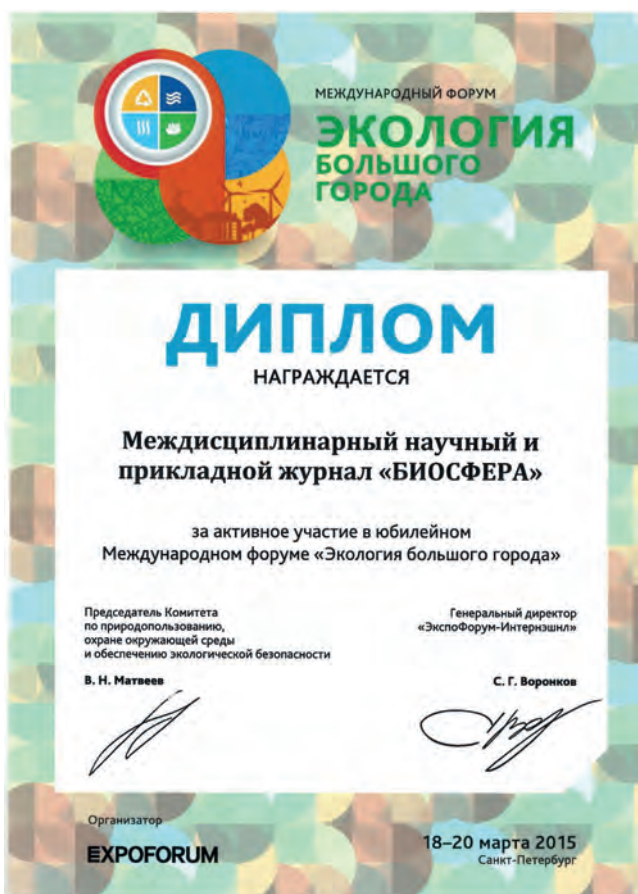 МЕЖДУНАРОДНЫЙ ФОРУМ
ЭКОЛОГИЯ
БОЛЬШОГО
ГОРОДА
ДИПЛОМ
НАГРАЖДАЕТСЯ
Междисциплинарный научный и
прикладной журнал «БИОСФЕРА»
за активное участие в юбилейном
Международном форуме «Экология большого города»
Председатель Комитета
по природопользованию,
охране окружающей среды
и обеспечению экологической безопасности
В. Н. Матвеев
Генеральный директор
«ЭкспоФорум-Интернэшнл»
С. Г. Воронков
Организатор
EXPOFORUM
18–20 марта 2015
Санкт-Петербург